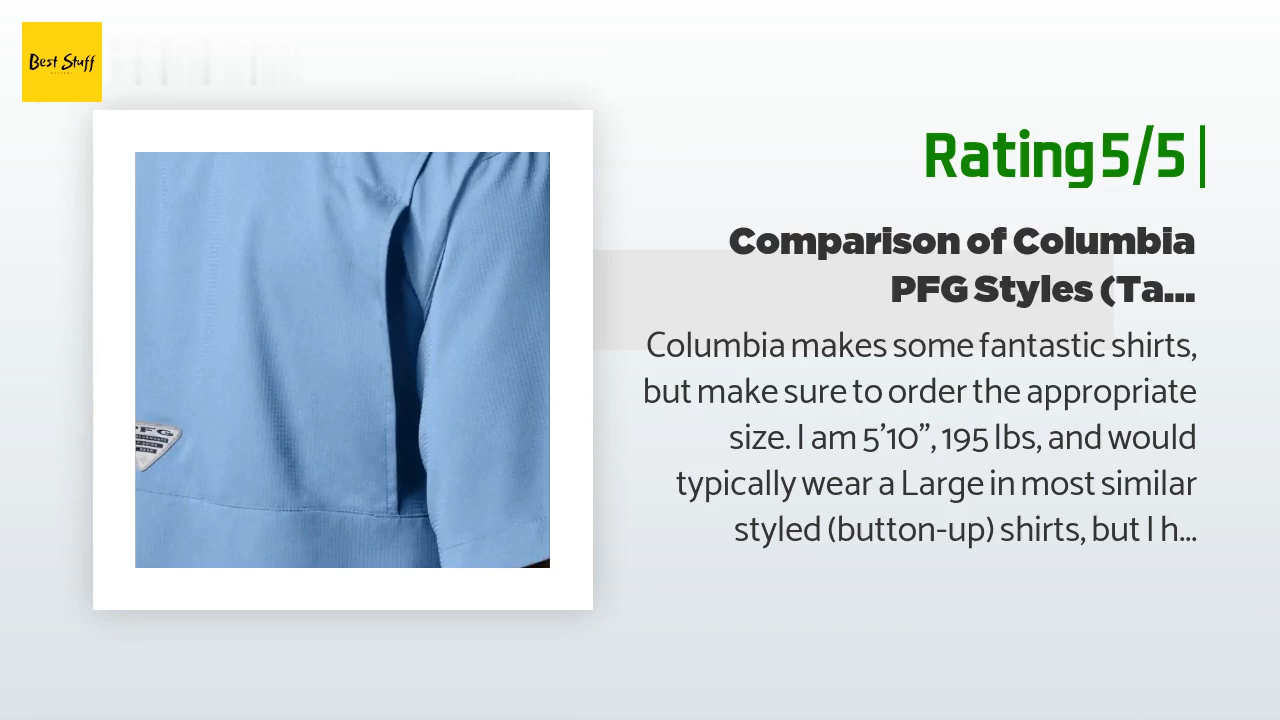 Best Stuff
Rating 5/5
Comparison of Columbia
PFG Styles (Ta...
Columbia makes some fantastic shirts,
but make sure to order the appropriate
size. I am 5’10”, 195 lbs, and would
typically wear a Large in most similar
styled (button-up) shirts, but I h...